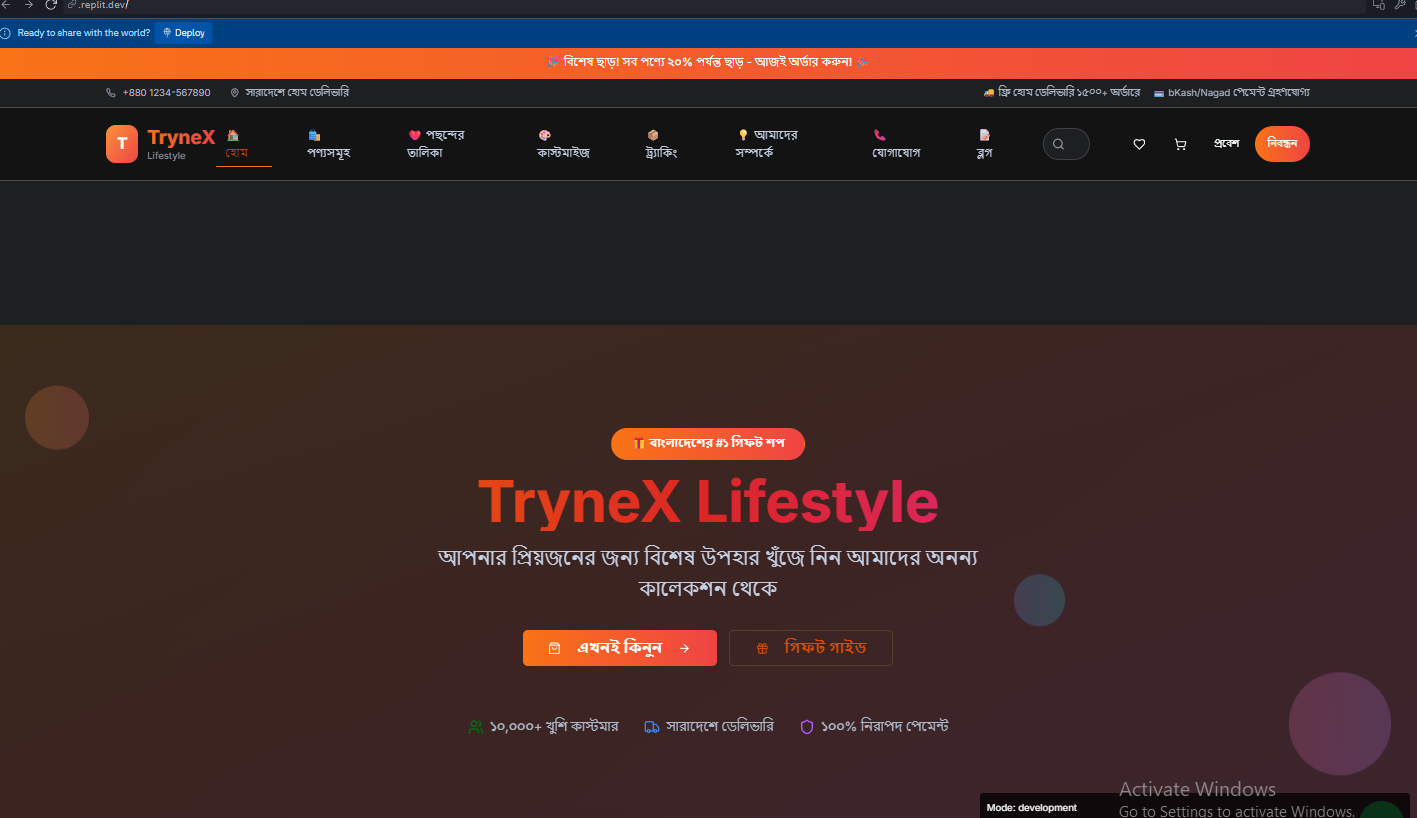 .replit.dev/
Ready to share with the world? Deploy
🎉 বিশেষ ছাড়! সব পণ্যে ২০% পর্যন্ত ছাড় - আজই অর্ডার করুন! 🎉
+880 1234-567890 সারাদেশে হোম ডেলিভারি 🚚 ফ্রি হোম ডেলিভারি ১৫০০+ অর্ডারে 💳 bKash/Nagad পেমেন্ট গ্রহণযোগ্য
T TryneX
Lifestyle
🏠 হোম
🛍️ পণ্যসমূহ
💖 পছন্দের
তালিকা
🎨 কাস্টমাইজ
📦 ট্র্যাকিং
💡 আমাদের
সম্পর্কে
📞 যোগাযোগ
📝 ব্লগ
প্রবেশ
নিবন্ধন
🎁 বাংলাদেশের #১ গিফট শপ
TryneX Lifestyle
আপনার প্রিয়জনের জন্য বিশেষ উপহার খুঁজে নিন আমাদের অনন্য
কালেকশন থেকে
এখনই কিনুন → গিফট গাইড
১০,০০০+ খুশি কাস্টমার সারাদেশে ডেলিভারি ১০০% নিরাপদ পেমেন্ট
Activate Windows
Mode: development
Go to Settings to activate Windows.